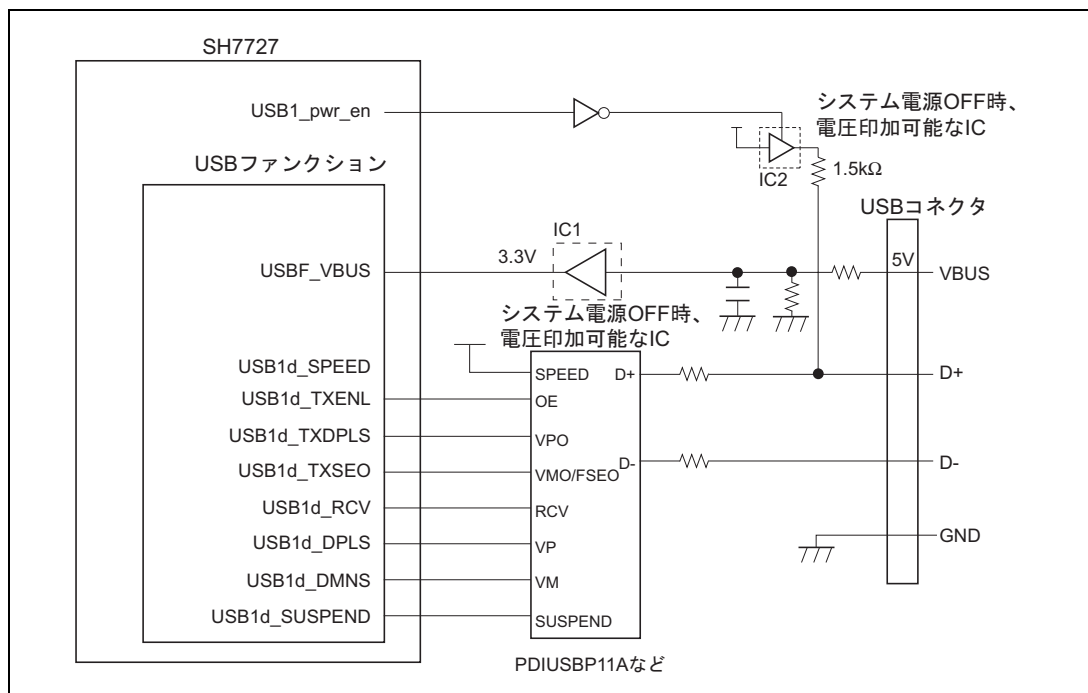 SH7727
USB1_pwr_en
システム電源OFF時、
電圧印加可能なIC
IC2
1.5kΩ
USBファンクション
USBコネクタ
IC1
3.3V
USBF_VBUS
5V
VBUS
システム電源OFF時、
電圧印加可能なIC
USB1d_SPEED
SPEED
D+
D+
USB1d_TXENL
OE
USB1d_TXDPLS
VPO
USB1d_TXSEO
VMO/FSEO
D-
D-
USB1d_RCV
RCV
USB1d_DPLS
VP
GND
USB1d_DMNS
VM
USB1d_SUSPEND
SUSPEND
PDIUSBP11Aなど